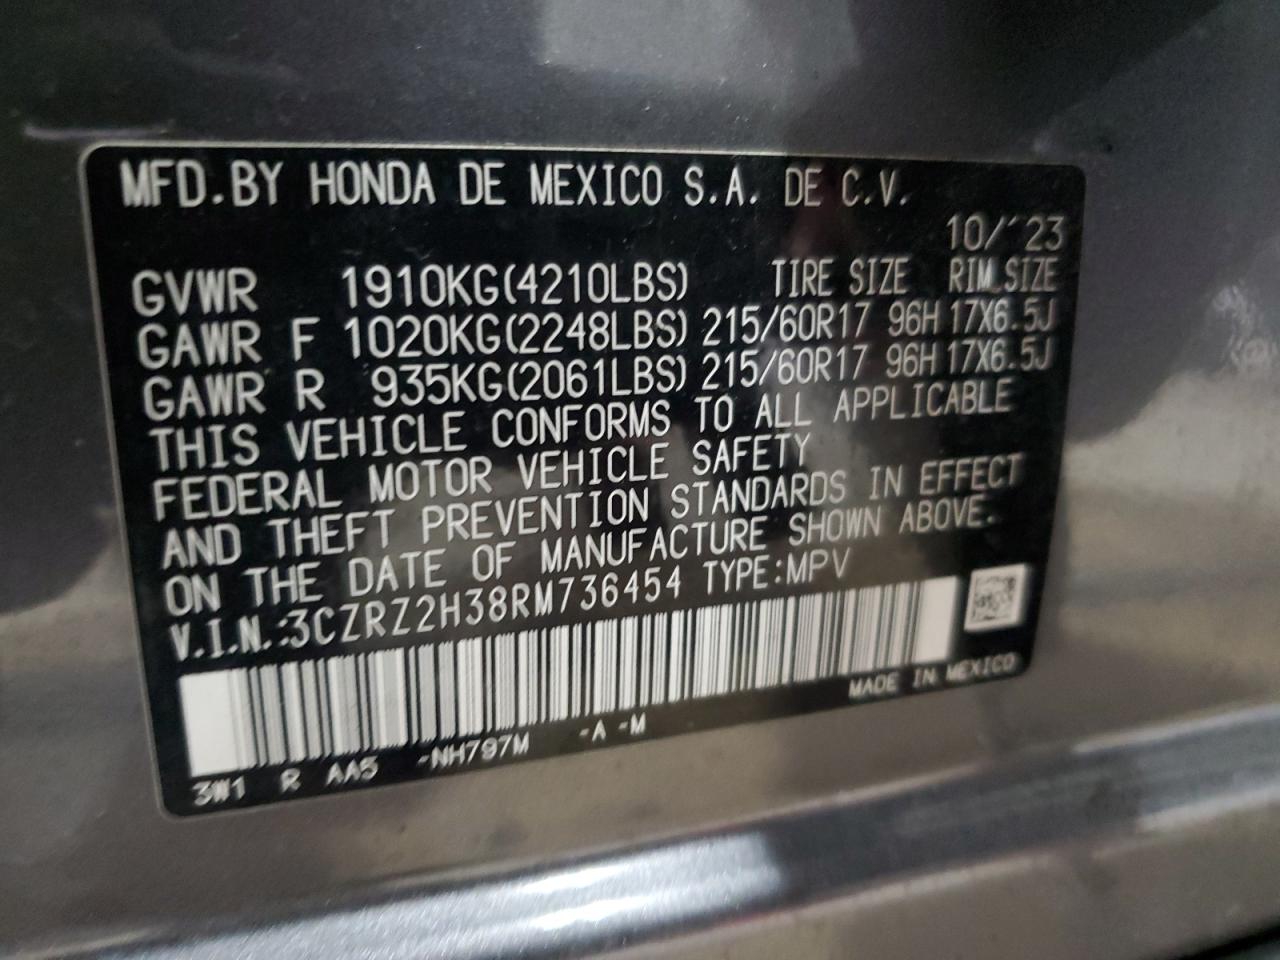 MFD.BY HONDA DE MEXICO S.A. DE C.V.
10/'23
GVWR 1910KG(4210LBS) TIRE SIZE RIM SIZE
GAWR F 1020KG(2248LBS) 215/60R17 96H 17X6.5J
GAWR R 935KG(2061LBS) 215/60R17 96H 17X6.5J
THIS VEHICLE CONFORMS TO ALL APPLICABLE
FEDERAL MOTOR VEHICLE SAFETY
AND THEFT PREVENTION STANDARDS IN EFFECT
ON THE DATE OF MANUFACTURE SHOWN ABOVE.
V.I.N.:3CZRZ2H38RM736454 TYPE:MPV
MADE IN MEXICO
3W1 R AA5 -NH797M -A -M